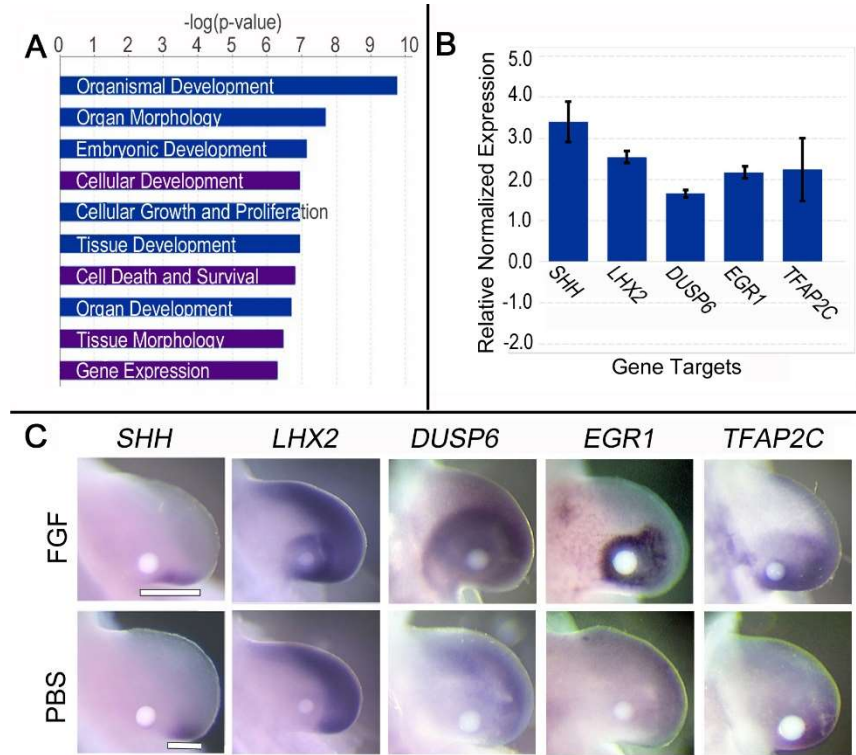 A
-log(p-value)
0 1 2 3 4 5 6 7 8 9 10
Organismal Development
Organ Morphology
Embryonic Development
Cellular Development
Cellular Growth and Proliferation
Tissue Development
Cell Death and Survival
Organ Development
Tissue Morphology
Gene Expression
B
Relative Normalized Expression
5.0
4.0
3.0
2.0
1.0
0.0
-1.0
-2.0
SHH LHX2 DUSP6 EGR1 TFAP2C
Gene Targets
C
SHH LHX2 DUSP6 EGR1 TFAP2C
FGF
PBS